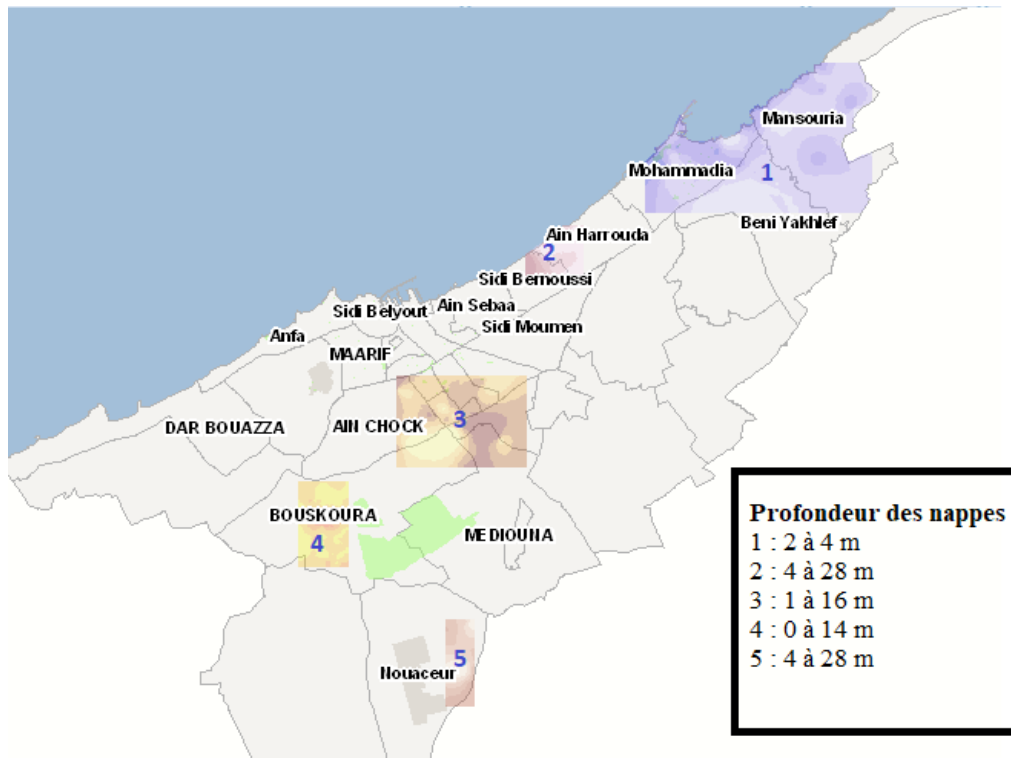 Mansouria
Mohammadia
1
Beni Yakhlef
Ain Harrouda
2
Sidi Bernoussi
Ain Sebaa
Sidi Belyout
Sidi Moumen
Anfa
MAARIF
3
DAR BOUAZZA
AIN CHOCK
BOUSKOURA
MEDIOUNA
4
5
Nouaceur
Profondeur des nappes
1 : 2 à 4 m
2 : 4 à 28 m
3 : 1 à 16 m
4 : 0 à 14 m
5 : 4 à 28 m